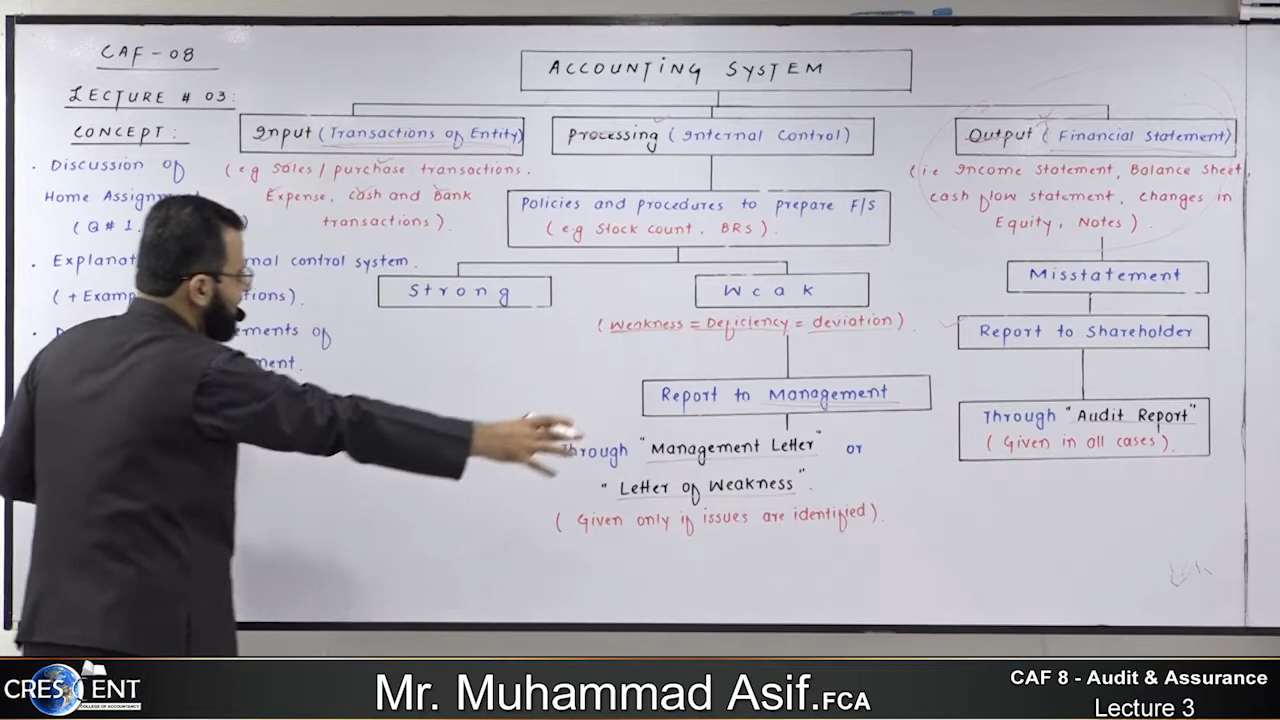 CAF - 08
LECTURE # 03:
CONCEPT:
. Discussion of
Home Assignm
(Q # 1.
. Explanat rnal control system.
(+ Examp tions).
ements of
ment.
ACCOUNTING SYSTEM
Input (Transactions of Entity)
(e.g Sales / purchase transactions.
Expense, cash and Bank
transactions).
Processing (Internal Control)
Policies and procedures to prepare F/S
(e.g Stock count, BRS).
Strong
Weak
(Weakness = Deficiency = deviation)
Report to Management
Through "Management Letter" or
"Letter of Weakness".
(Given only if issues are identified).
Output (Financial Statement)
(i.e Income Statement, Balance Sheet,
cash flow statement, changes in
Equity, Notes).
Misstatement
Report to Shareholder
Through "Audit Report"
(Given in all cases).
CRESCENT
COLLEGE OF ACCOUNTANCY
Mr. Muhammad Asif.FCA
CAF 8 - Audit & Assurance
Lecture 3